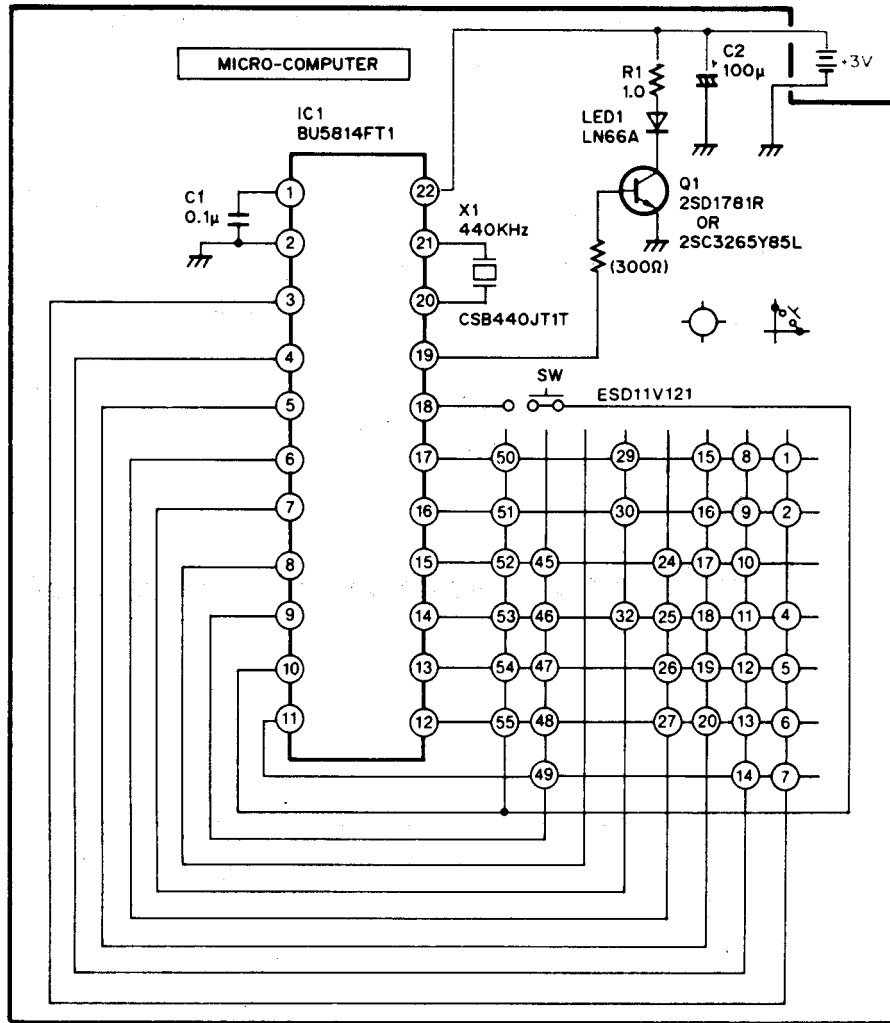 MICRO-COMPUTER
IC1
BU5814FT1
C1
0.1µ
R1
1.0
C2
100µ
+3V
LED1
LN66A
Q1
2SD1781R
OR
2SC3265Y85L
(300Ω)
X1
440KHz
CSB440JT1T
SW
ESD11V121
1 22
2 21
3 20
4 19
5 18
6 17 50 29 15 8 1
7 16 51 30 16 9 2
8 15 52 45 24 17 10
9 14 53 46 32 25 18 11 4
10 13 54 47 26 19 12 5
11 12 55 48 27 20 13 6
49 14 7